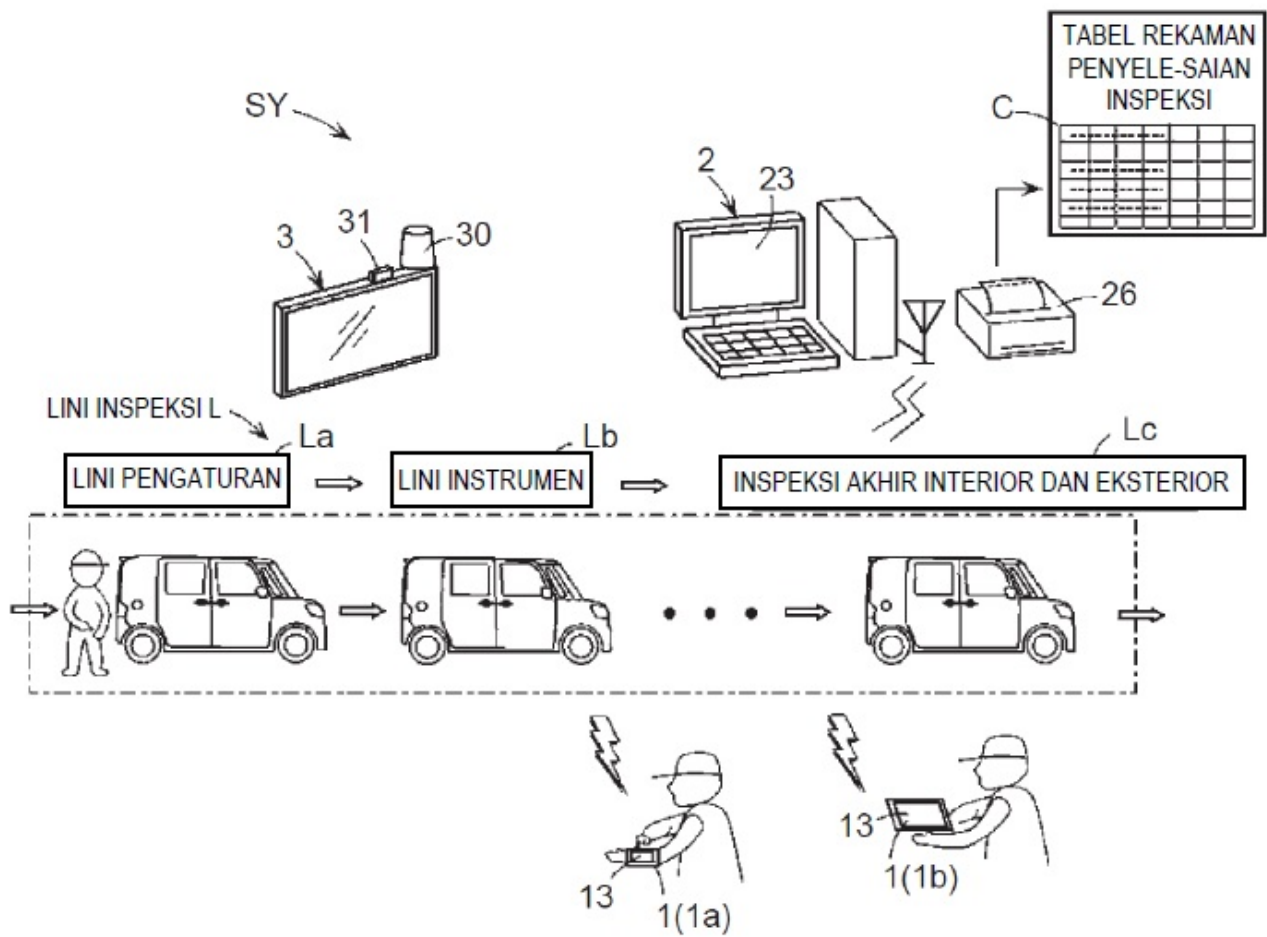 TABEL REKAMAN
PENYELE-SAIAN
INSPEKSI
SY
C
2
23
31
3
30
26
LINI INSPEKSI L
La
Lb
Lc
LINI PENGATURAN
LINI INSTRUMEN
INSPEKSI AKHIR INTERIOR DAN EKSTERIOR
13
1(1a)
13
1(1b)